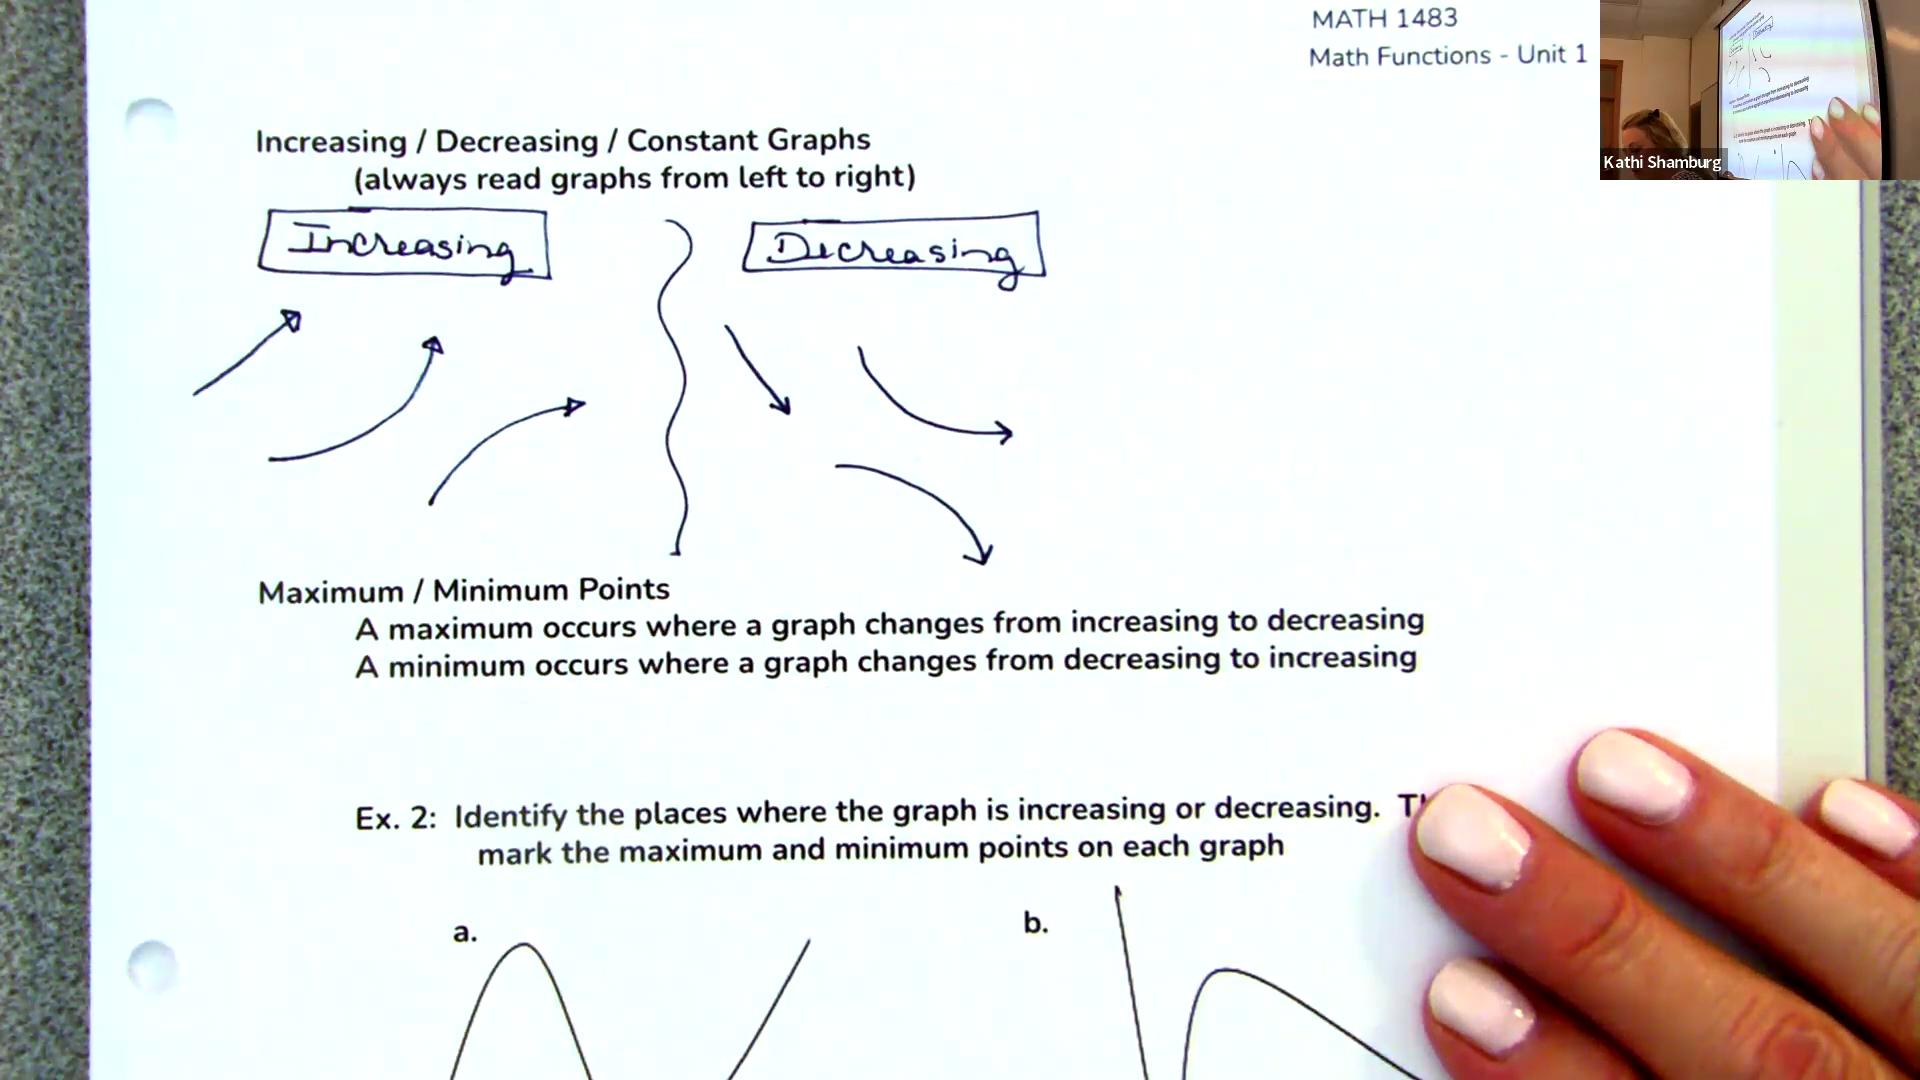 MATH 1483
Math Functions - Unit 1
Kathi Shamburg
Increasing / Decreasing / Constant Graphs
(always read graphs from left to right)
Increasing
Decreasing
Maximum / Minimum Points
A maximum occurs where a graph changes from increasing to decreasing
A minimum occurs where a graph changes from decreasing to increasing
Ex. 2: Identify the places where the graph is increasing or decreasing.
mark the maximum and minimum points on each graph
a.
b.